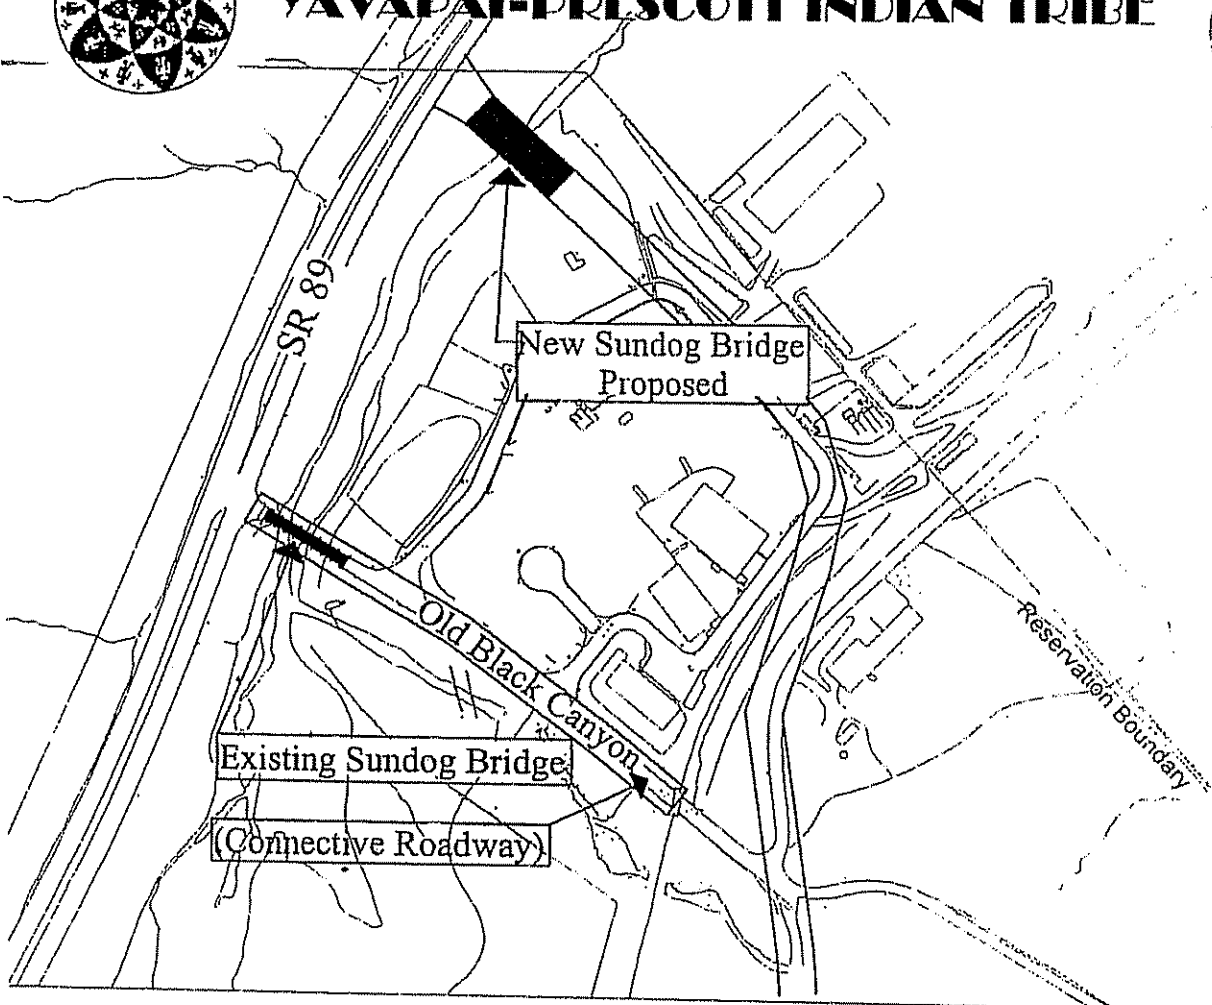 YAVAPAI-PRESCOTT INDIAN TRIBE
SR 89
New Sundog Bridge
Proposed
Old Black Canyon
Reservation Boundary
Existing Sundog Bridge
(Connective Roadway)